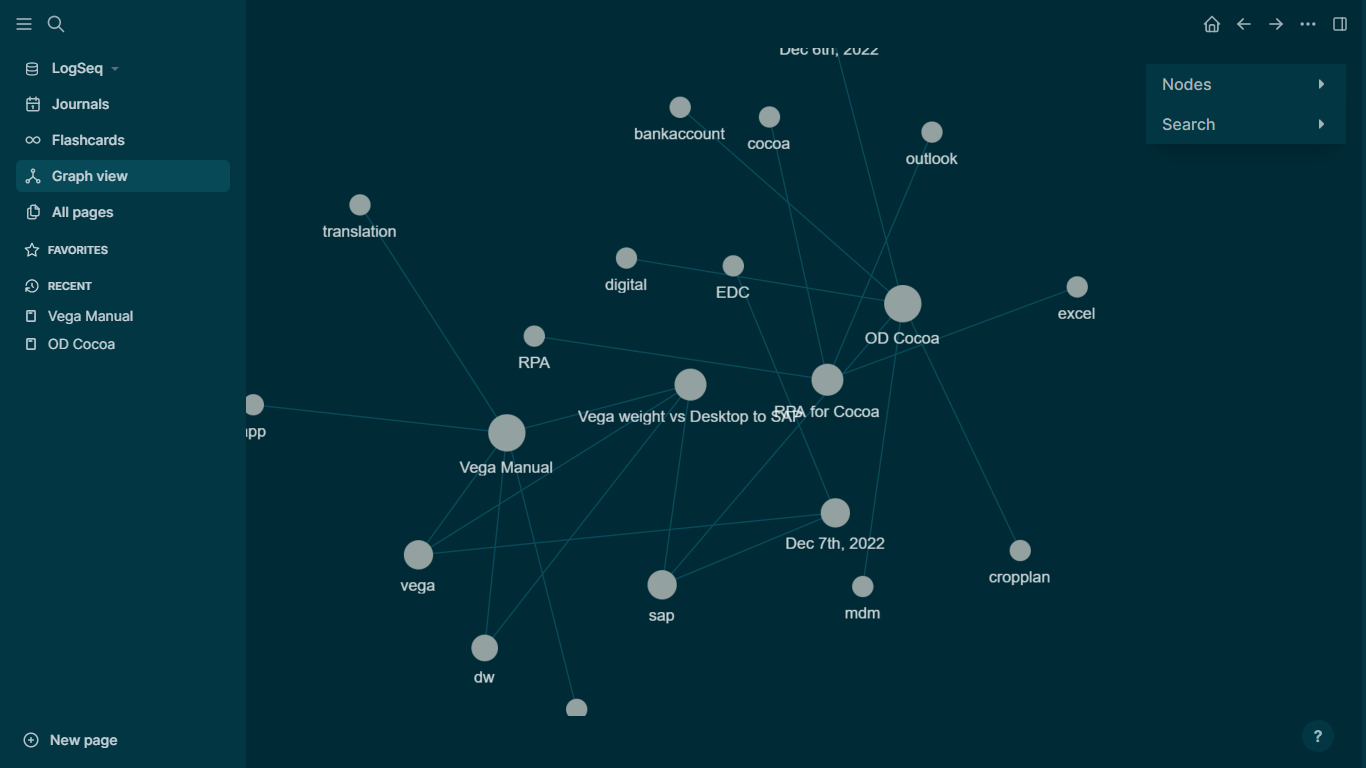 LogSeq
Journals
Flashcards
Graph view
All pages
FAVORITES
RECENT
Vega Manual
OD Cocoa
New page
Dec 6th, 2022
Nodes
Search
bankaccount
cocoa
outlook
translation
digital
EDC
excel
OD Cocoa
RPA
Vega weight vs Desktop to SAP
RPA for Cocoa
pp
Vega Manual
Dec 7th, 2022
vega
cropplan
sap
mdm
dw
?